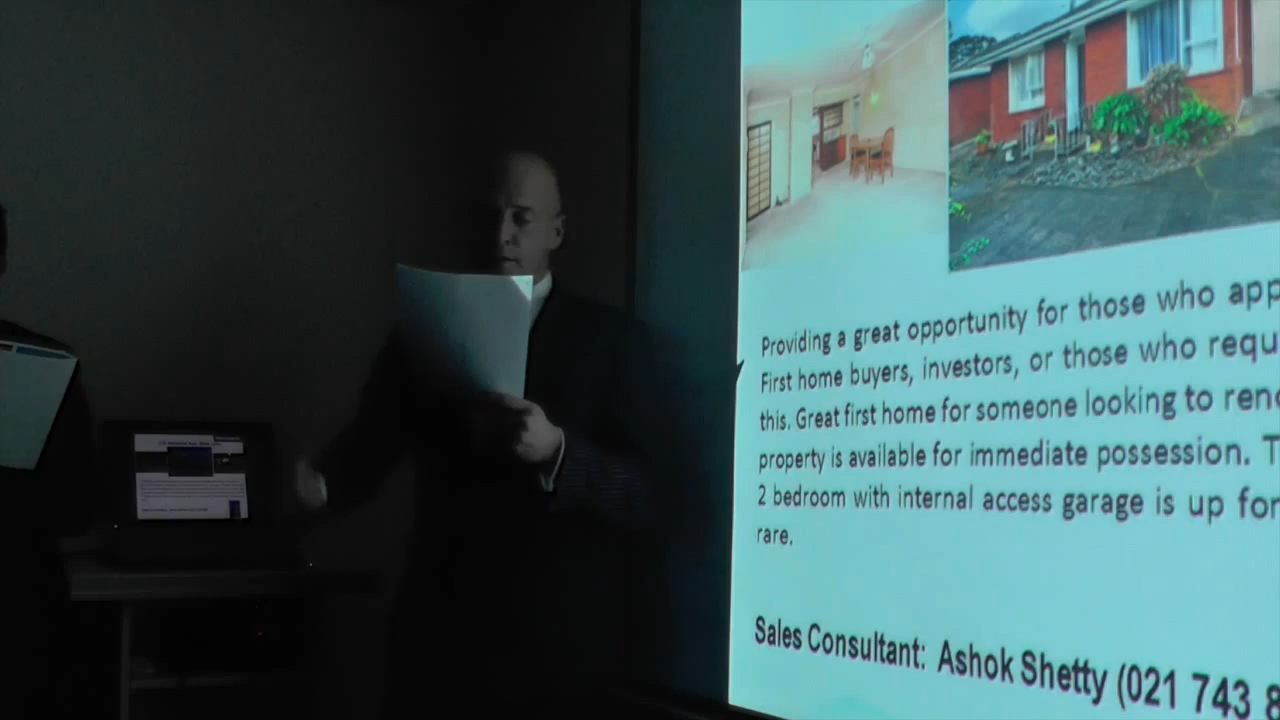 Providing a great opportunity for those who app
First home buyers, investors, or those who requ
this. Great first home for someone looking to reno
property is available for immediate possession. T
2 bedroom with internal access garage is up for
rare.
Sales Consultant: Ashok Shetty (021 743 8